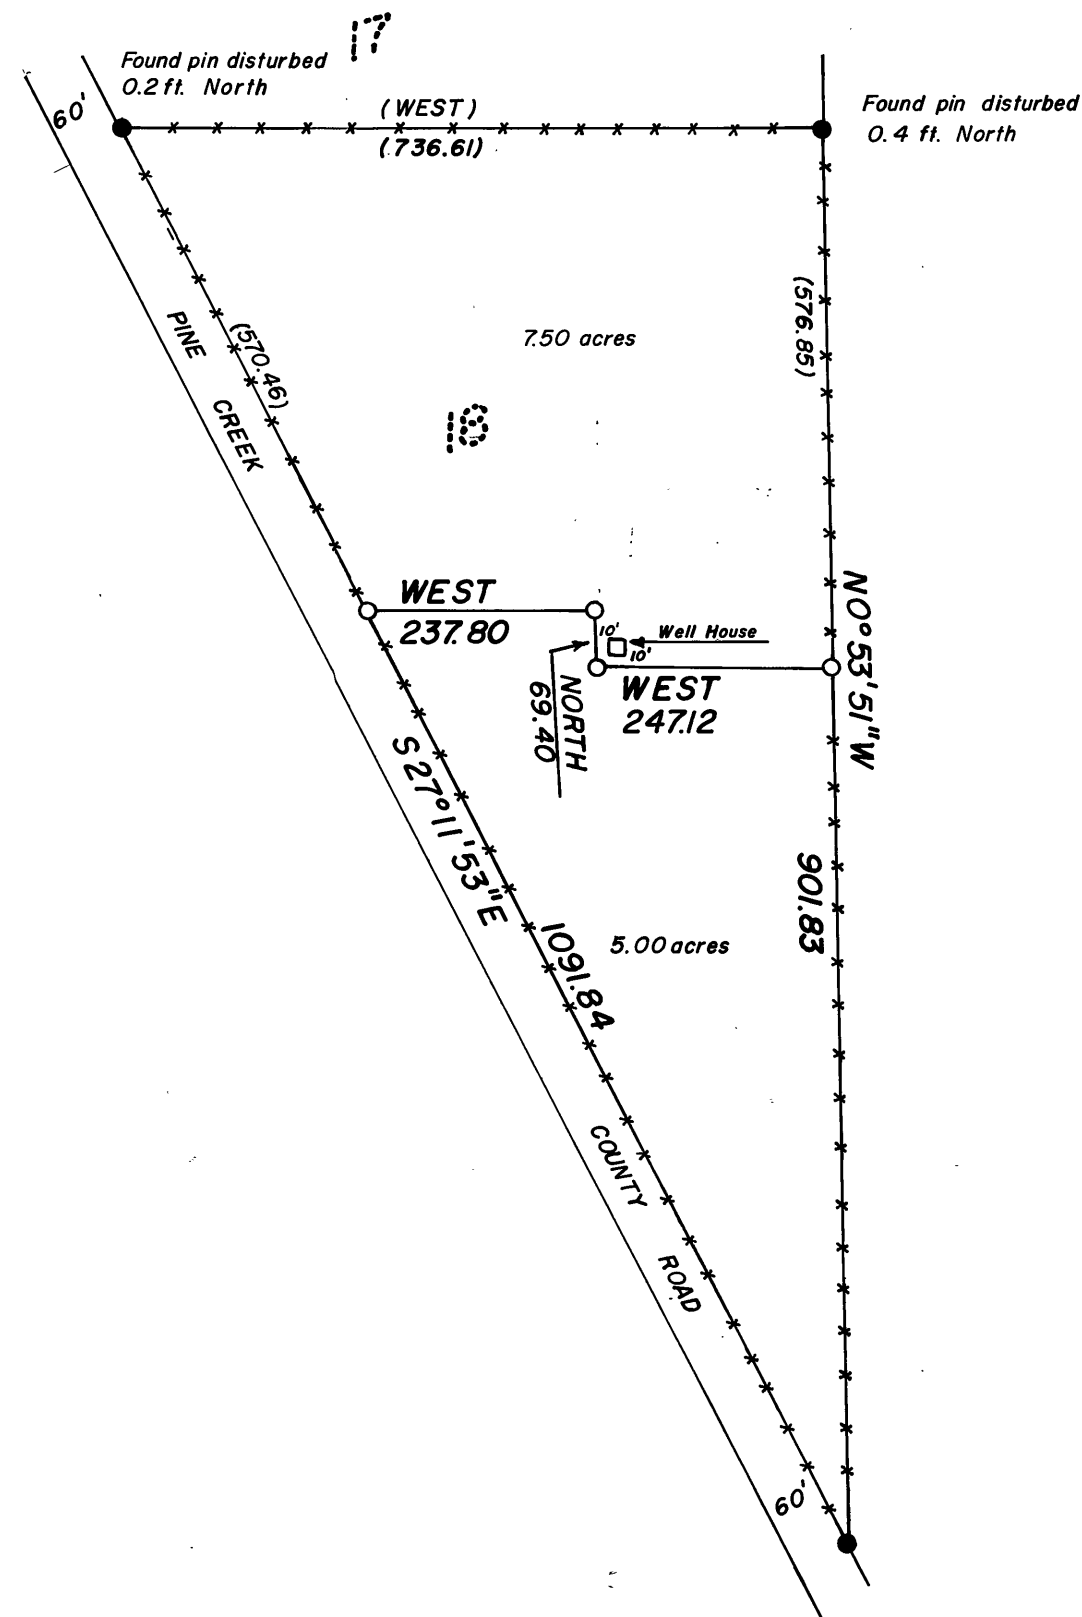 17
Found pin disturbed
0.2 ft. North
60'
(WEST)
(736.61)
Found pin disturbed
0.4 ft. North
(576.85)
7.50 acres
(570.46)
PINE CREEK COUNTY ROAD
18
WEST
237.80
10'
Well House
10'
WEST
247.12
NORTH
69.40
N 0° 53' 51" W
901.83
S 27° 11' 53" E
1091.84
5.00 acres
60'